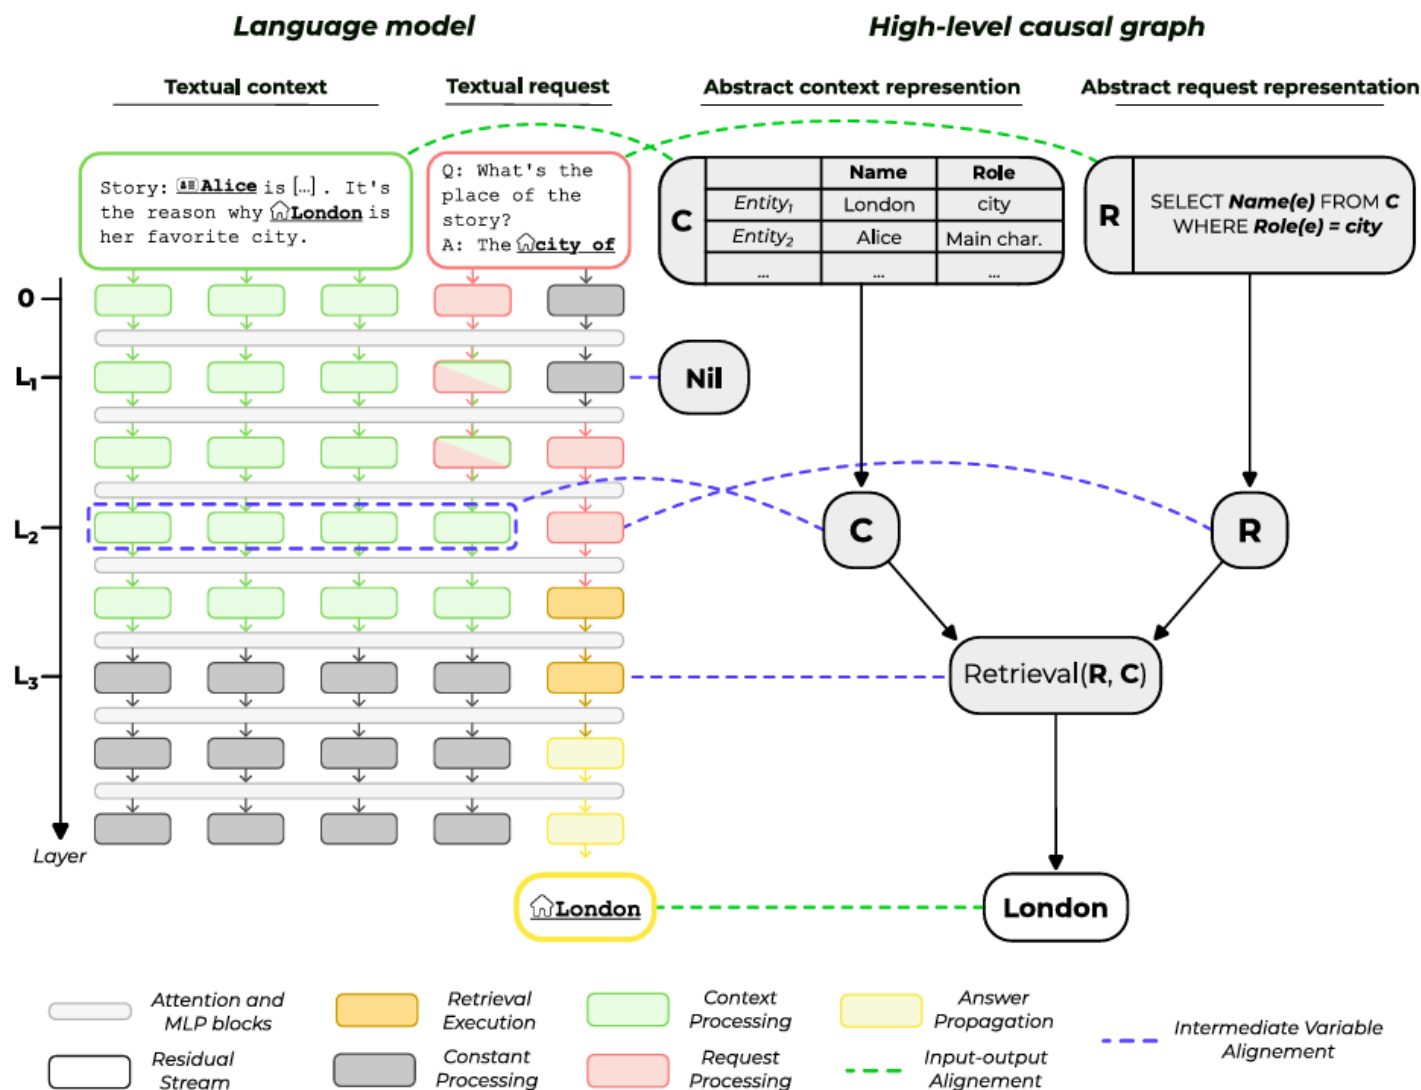 Language model
High-level causal graph
Textual context
Textual request
Abstract context represention
Abstract request representation
Story: Alice is [...] . It's
the reason why London is
her favorite city.
Q: What's the
place of the
story?
A: The city of
C
Name
Role
Entity₁
London
city
Entity₂
Alice
Main char.
...
...
...
R
SELECT Name(e) FROM C
WHERE Role(e) = city
0
L₁
Nil
L₂
C
R
L₃
Retrieval(R, C)
Layer
London
London
Attention and
MLP blocks
Retrieval
Execution
Context
Processing
Answer
Propagation
Intermediate Variable
Alignement
Residual
Stream
Constant
Processing
Request
Processing
Input-output
Alignement